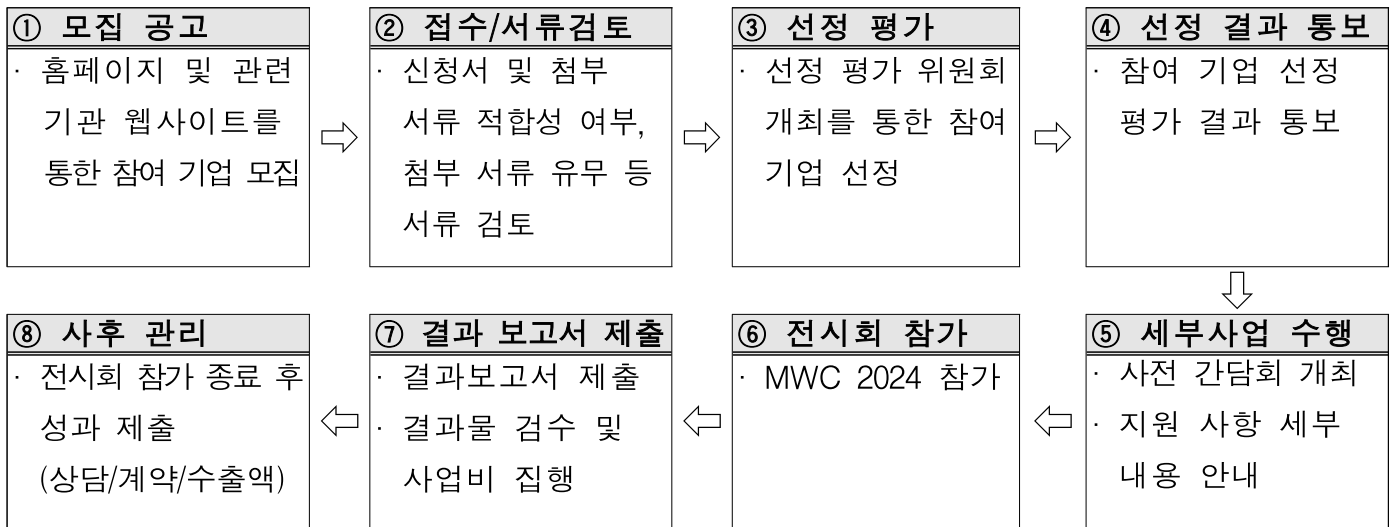 ① 모집 공고
· 홈페이지 및 관련
기관 웹사이트를
통한 참여 기업 모집
② 접수/서류검토
· 신청서 및 첨부
서류 적합성 여부,
첨부 서류 유무 등
서류 검토
③ 선정 평가
· 선정 평가 위원회
개최를 통한 참여
기업 선정
④ 선정 결과 통보
· 참여 기업 선정
평가 결과 통보
⑤ 세부사업 수행
· 사전 간담회 개최
· 지원 사항 세부
내용 안내
⑥ 전시회 참가
· MWC 2024 참가
⑦ 결과 보고서 제출
· 결과보고서 제출
· 결과물 검수 및
사업비 집행
⑧ 사후 관리
· 전시회 참가 종료 후
성과 제출
(상담/계약/수출액)